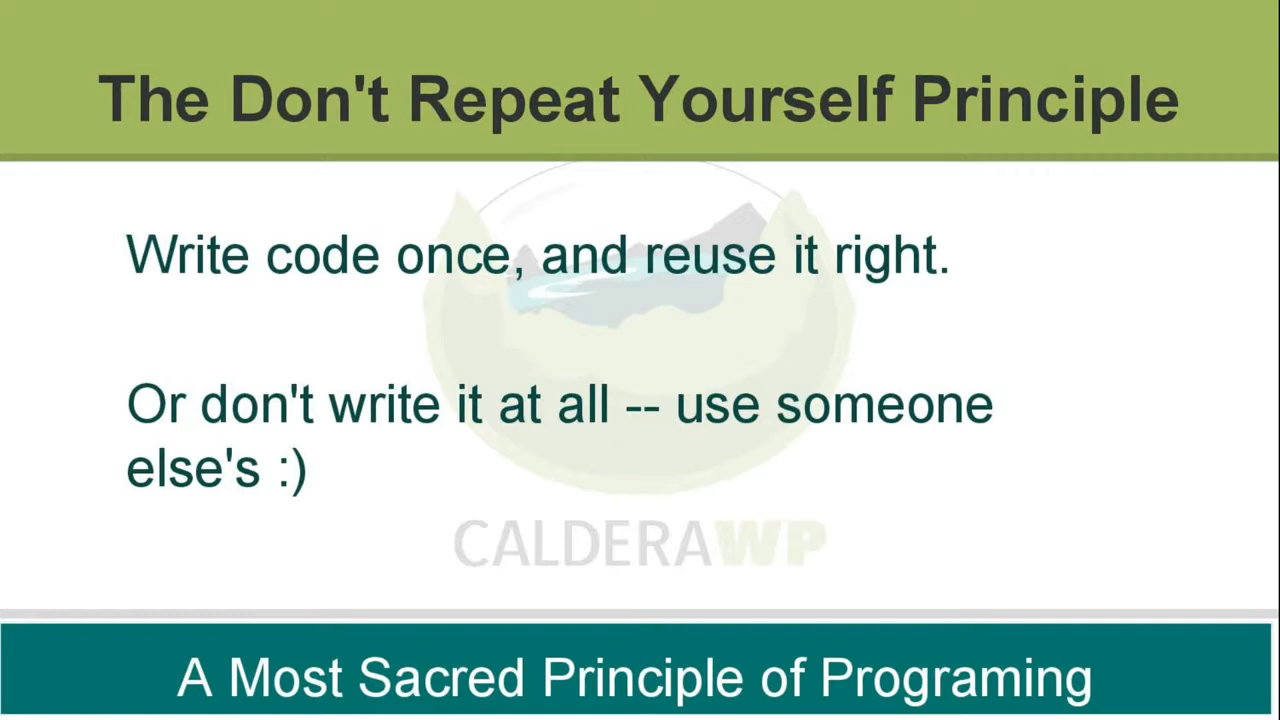 The Don't Repeat Yourself Principle
Write code once, and reuse it right.
Or don't write it at all -- use someone
else's :)
CALDERAWP
A Most Sacred Principle of Programing